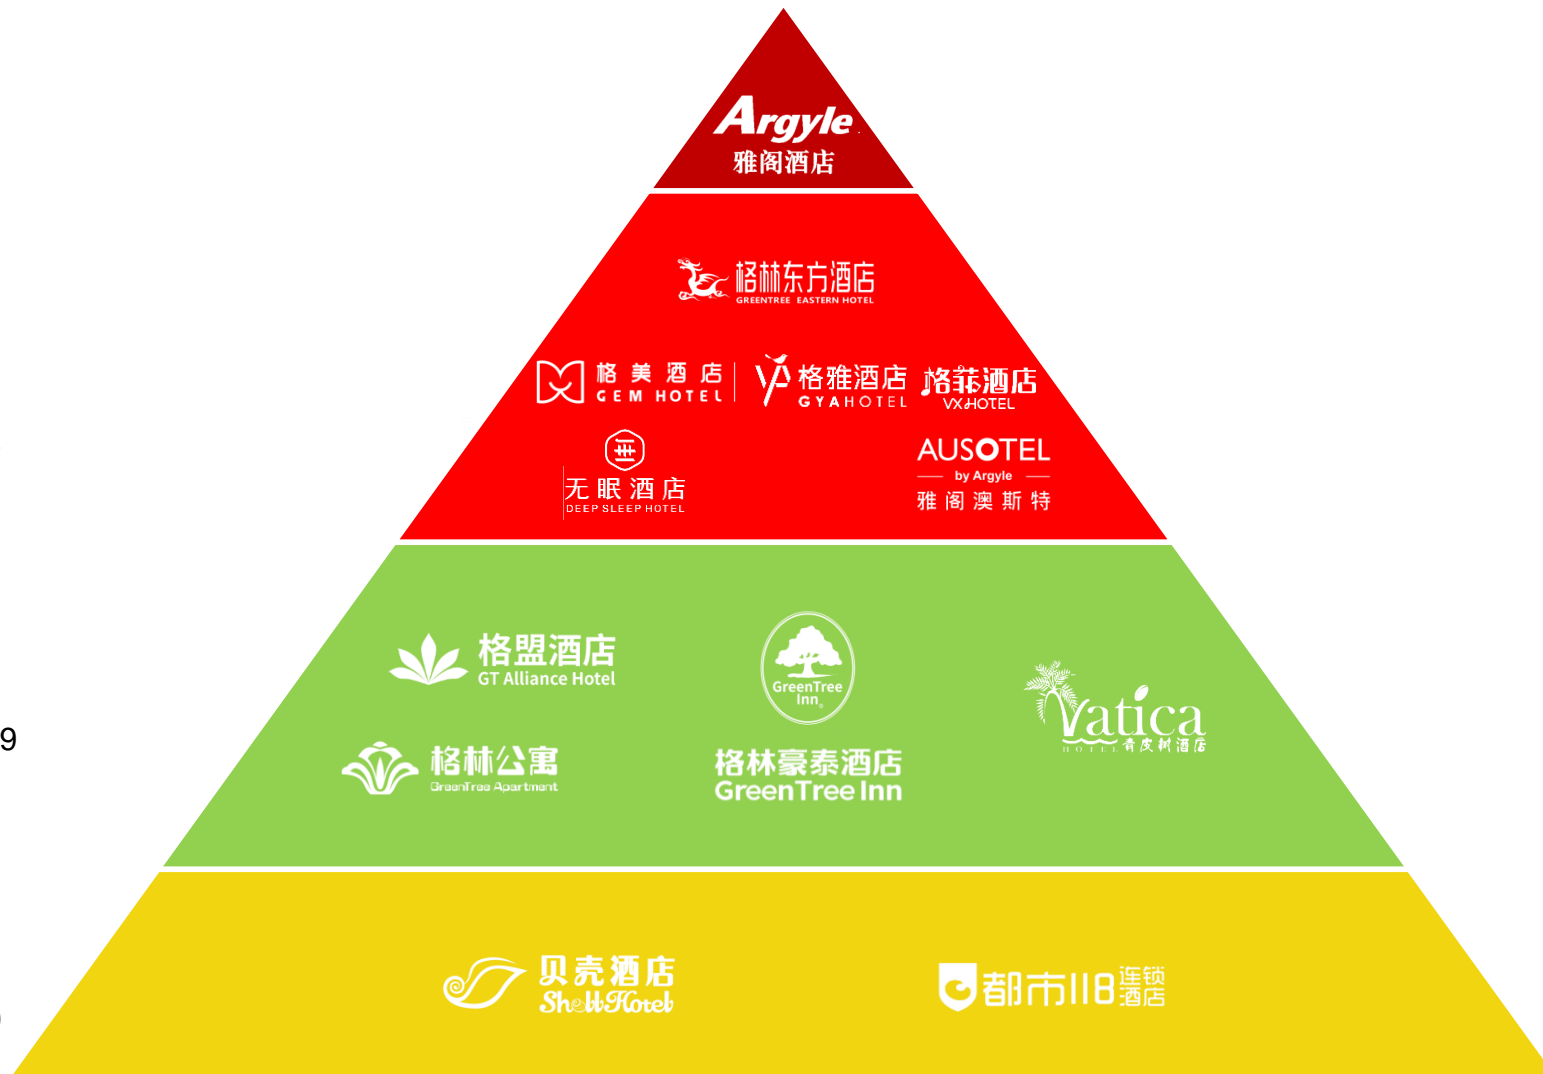 Argyle
雅阁酒店
格林东方酒店
GREENTREE EASTERN HOTEL
格美酒店
GEM HOTEL
格雅酒店
GYAHOTEL
格菲酒店
VX HOTEL
无眠酒店
DEEP SLEEP HOTEL
AUSOTEL
by Argyle
雅阁澳斯特
格盟酒店
GT Alliance Hotel
GreenTree
Inn
Vatica
HOTEL 青皮树酒店
9
格林公寓
GreenTree Apartment
格林豪泰酒店
GreenTree Inn
贝壳酒店
Shell Hotel
都市118
连锁
酒店